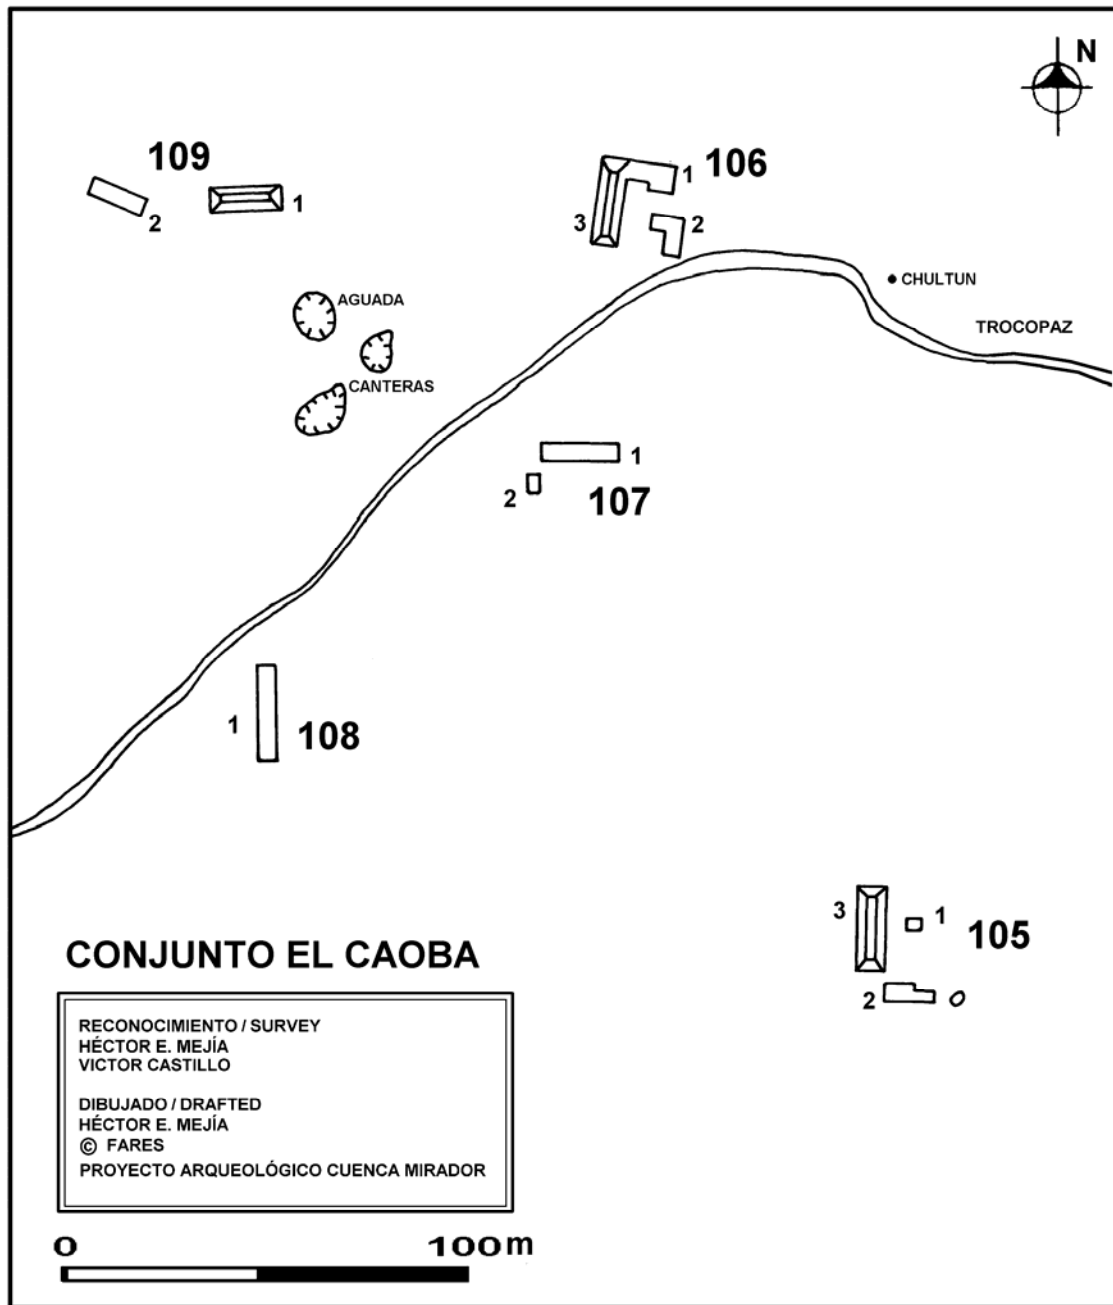 N
109
1
2
106
1
3
2
AGUADA
CHULTUN
TROCOPAZ
CANTERAS
1
2
107
1
108
3
1
105
2
CONJUNTO EL CAOBA
RECONOCIMIENTO / SURVEY
HÉCTOR E. MEJÍA
VICTOR CASTILLO
DIBUJADO / DRAFTED
HÉCTOR E. MEJÍA
© FARES
PROYECTO ARQUEOLÓGICO CUENCA MIRADOR
0 100m